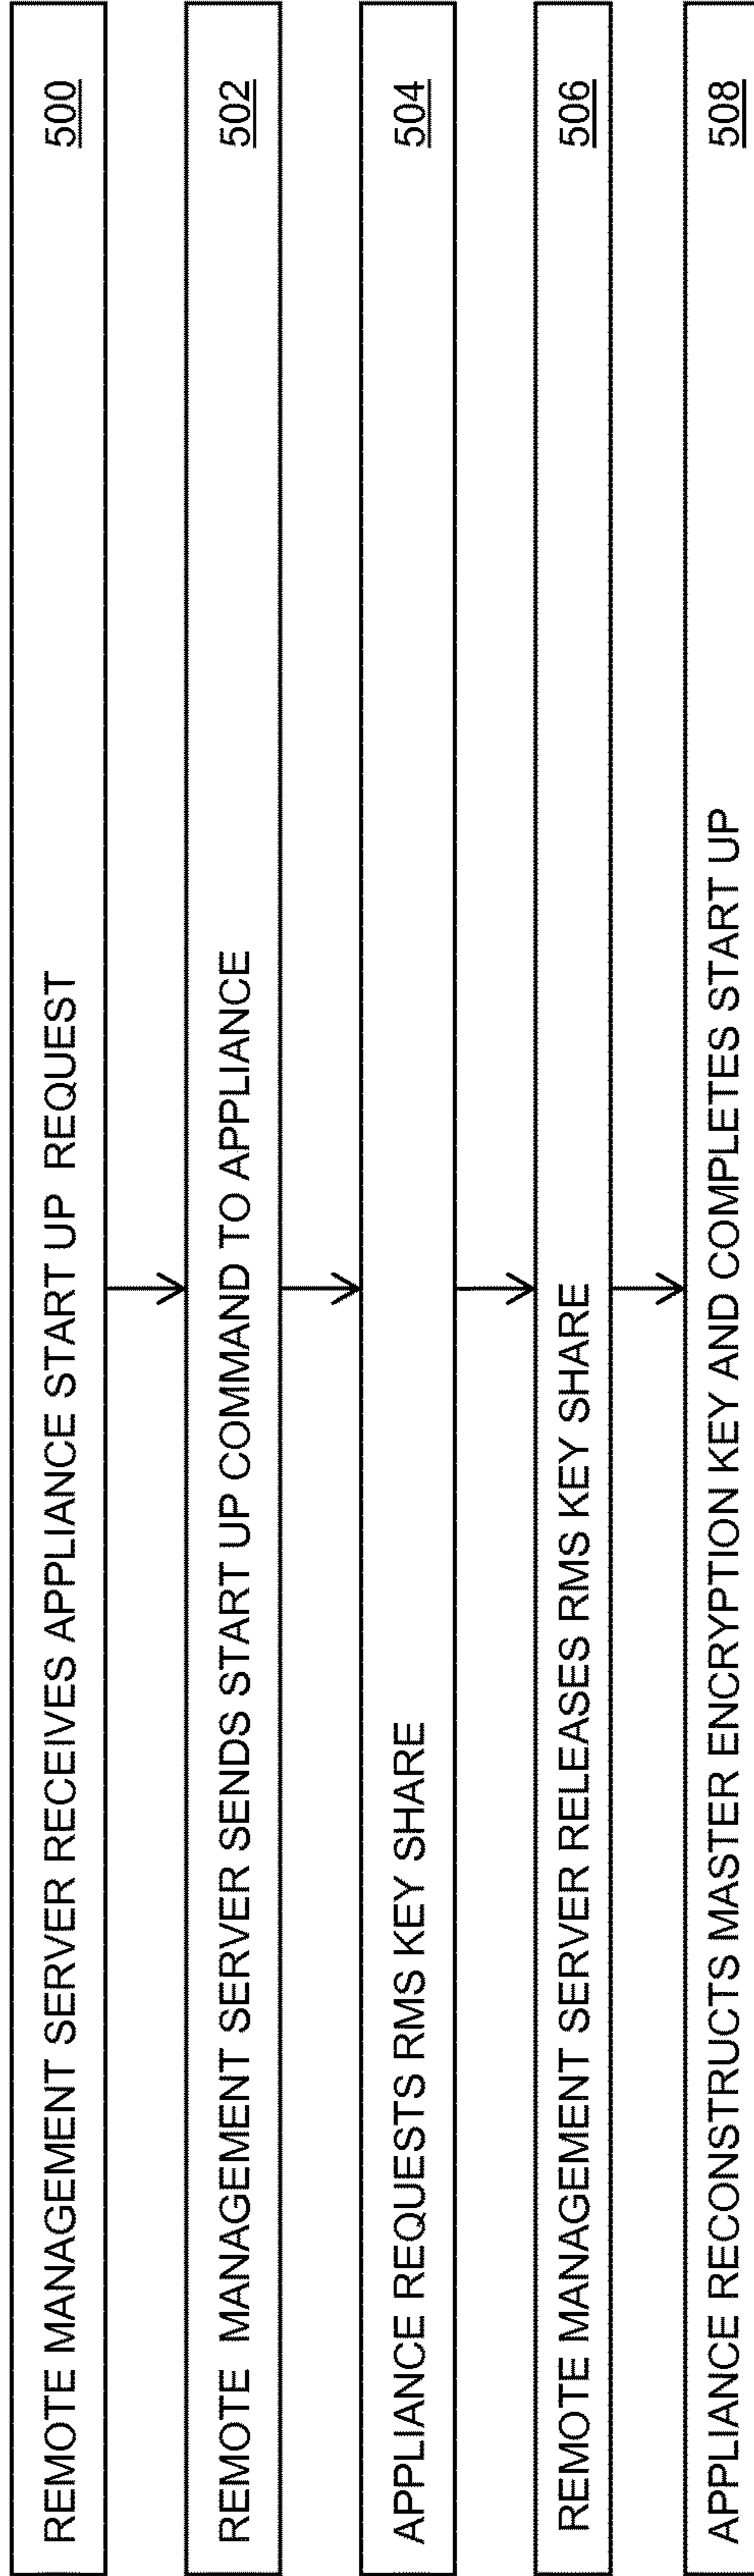 REMOTE MANAGEMENT SERVER RECEIVES APPLIANCE START UP REQUEST 500
REMOTE MANAGEMENT SERVER SENDS START UP COMMAND TO APPLIANCE 502
APPLIANCE REQUESTS RMS KEY SHARE 504
REMOTE MANAGEMENT SERVER RELEASES RMS KEY SHARE 506
APPLIANCE RECONSTRUCTS MASTER ENCRYPTION KEY AND COMPLETES START UP 508